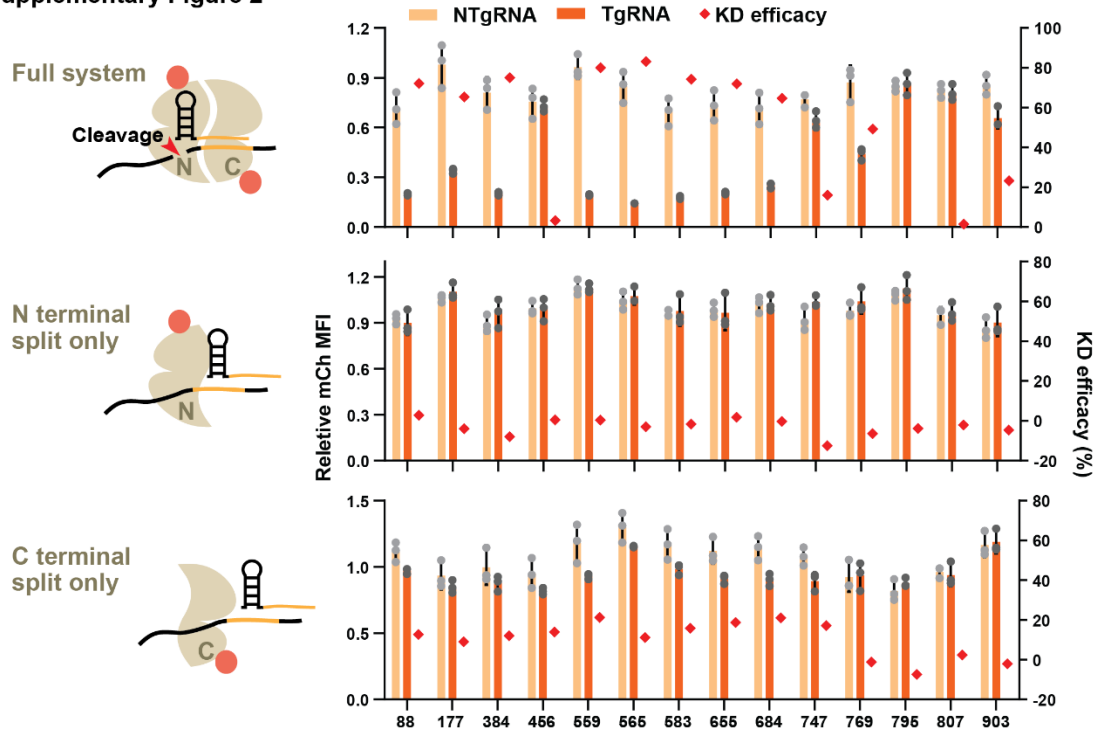 upplementary Figure 2
NTgRNA TgRNA KD efficacy
Full system
Cleavage
N C
1.2
0.9
0.6
0.3
0.0
100
80
60
40
20
0
N terminal
split only
N
1.2
0.9
0.6
0.3
0.0
80
60
40
20
0
-20
Reletive mCh MFI
KD efficacy (%)
C terminal
split only
C
1.5
1.0
0.5
0.0
80
60
40
20
0
-20
88 177 384 456 559 565 583 655 684 747 769 795 807 903